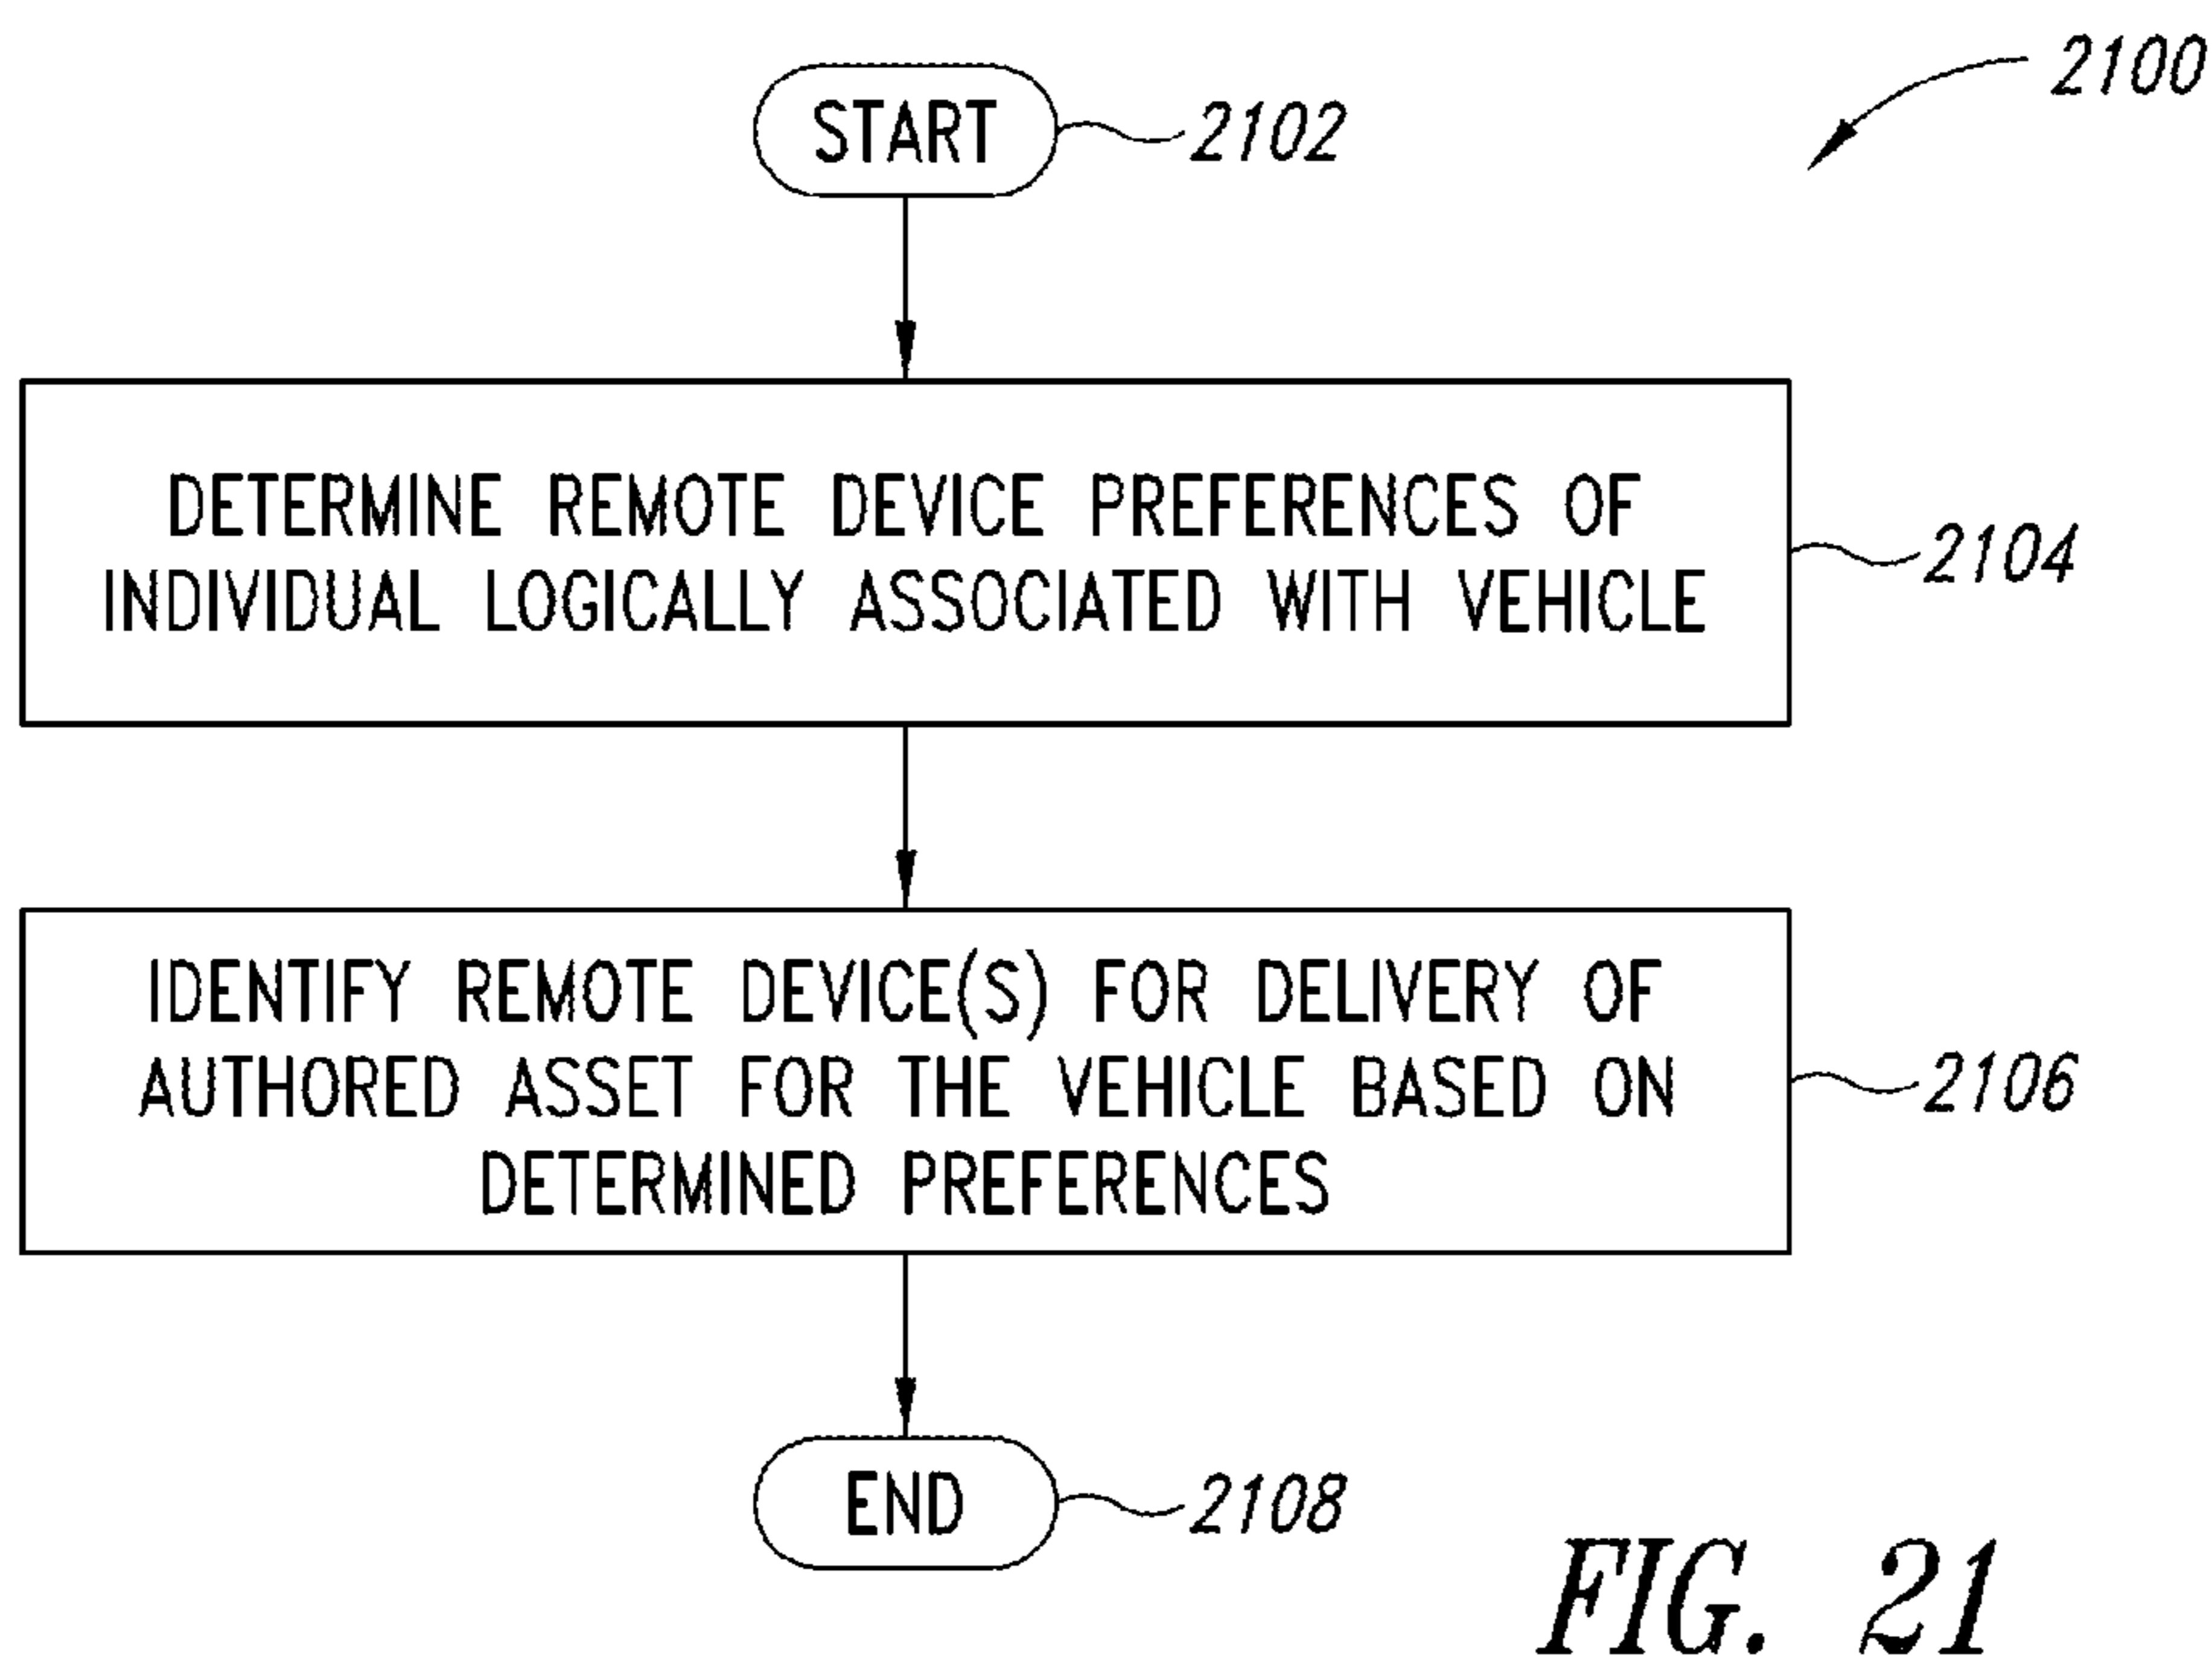 2100
START
2102
DETERMINE REMOTE DEVICE PREFERENCES OF
INDIVIDUAL LOGICALLY ASSOCIATED WITH VEHICLE
2104
IDENTIFY REMOTE DEVICE(S) FOR DELIVERY OF
AUTHORED ASSET FOR THE VEHICLE BASED ON
DETERMINED PREFERENCES
2106
END
2108
FIG. 21